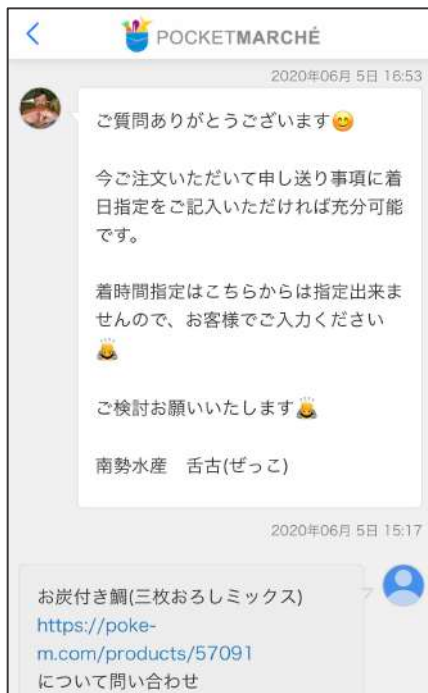 POCKETMARCHÉ
2020年06月 5日 16:53
ご質問ありがとうございます😊
今ご注文いただいて申し送り事項に着
日指定をご記入いただければ充分可能
です。
着時間指定はこちらからは指定出来ま
せんので、お客様でご入力ください
🙇
ご検討お願いいたします🙇
南勢水産　舌古(ぜっこ)
2020年06月 5日 15:17
お炭付き鯛(三枚おろしミックス)
https://poke-
m.com/products/57091
について問い合わせ